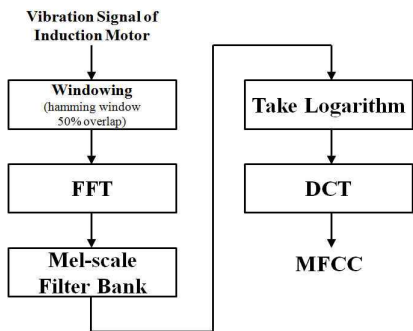 Vibration Signal of
Induction Motor
Windowing
(hamming window
50% overlap)
FFT
Mel-scale
Filter Bank
Take Logarithm
DCT
MFCC